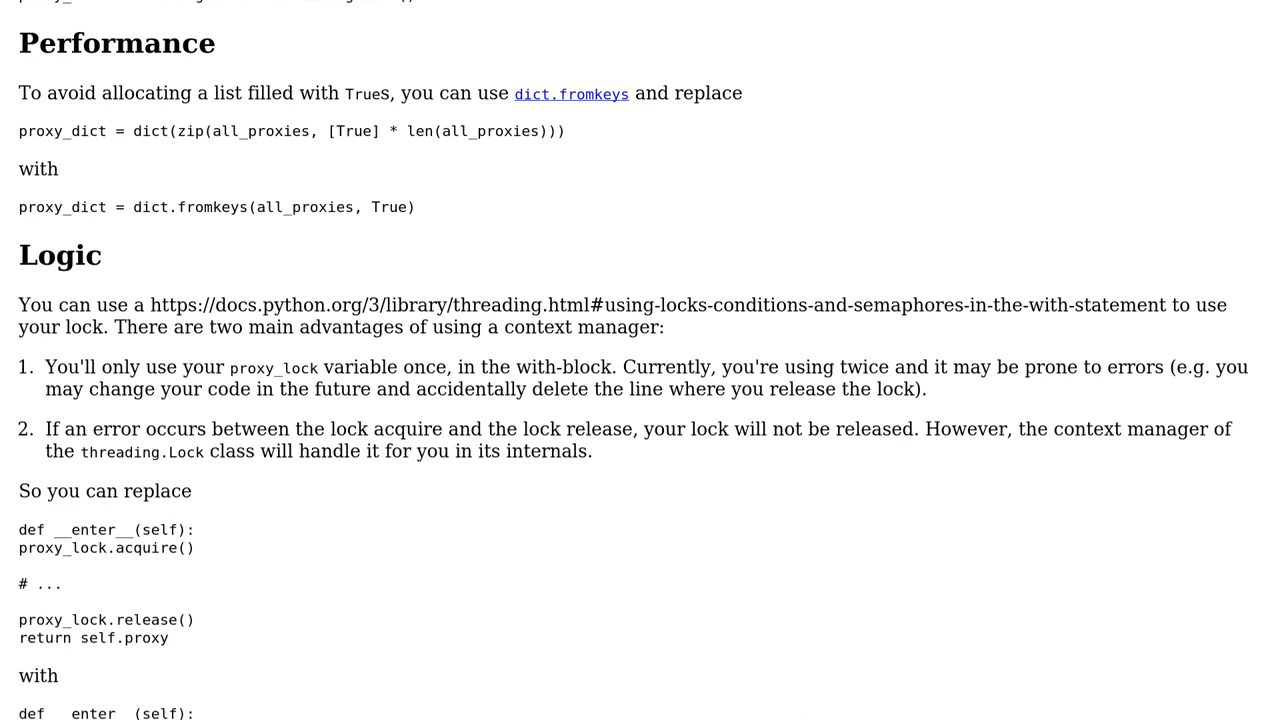 Performance
To avoid allocating a list filled with Trues, you can use dict.fromkeys and replace
proxy_dict = dict(zip(all_proxies, [True] * len(all_proxies)))
with
proxy_dict = dict.fromkeys(all_proxies, True)
Logic
You can use a https://docs.python.org/3/library/threading.html#using-locks-conditions-and-semaphores-in-the-with-statement to use
your lock. There are two main advantages of using a context manager:
1. You'll only use your proxy_lock variable once, in the with-block. Currently, you're using twice and it may be prone to errors (e.g. you
may change your code in the future and accidentally delete the line where you release the lock).
2. If an error occurs between the lock acquire and the lock release, your lock will not be released. However, the context manager of
the threading.Lock class will handle it for you in its internals.
So you can replace
def __enter__(self):
proxy_lock.acquire()
# ...
proxy_lock.release()
return self.proxy
with
def __enter__(self):